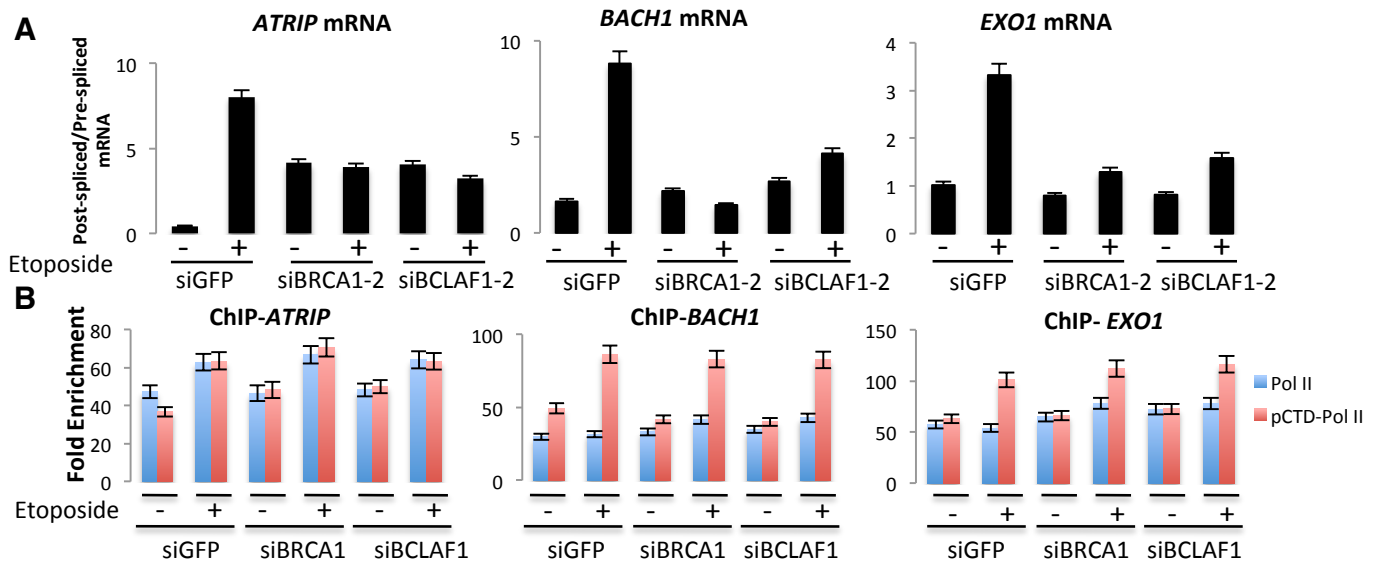 A
ATRIP mRNA
BACH1 mRNA
EXO1 mRNA
Post-spliced/Pre-spliced
mRNA
10
5
0
10
5
0
4
3
2
1
0
Etoposide
- + - + - +
- + - + - +
- + - + - +
siGFP siBRCA1-2 siBCLAF1-2
siGFP siBRCA1-2 siBCLAF1-2
siGFP siBRCA1-2 siBCLAF1-2
B
ChIP-ATRIP
ChIP-BACH1
ChIP- EXO1
Fold Enrichment
80
60
40
20
0
100
50
0
150
100
50
0
Pol II
pCTD-Pol II
Etoposide
- + - + - +
- + - + - +
- + - + - +
siGFP siBRCA1 siBCLAF1
siGFP siBRCA1 siBCLAF1
siGFP siBRCA1 siBCLAF1